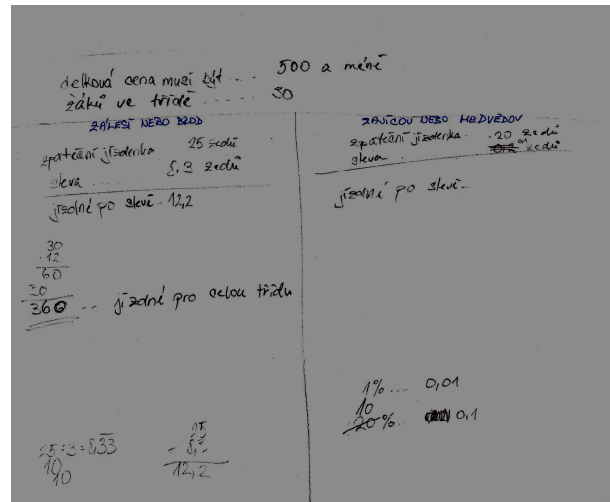 celková cena musí být .... 500 a méně
žáků ve třídě ....... 30
ZÁLESÍ NEBO BROD
zpáteční jízdenka 25 zedů
sleva ....... 8,3 zedů
jízdné po slevě .. 12,2
30
.12
60
30
360 ... jízdné pro celou třídu
25:3=8,33
10
10
- 8,3
12,2
ZAJÍCOV NEBO MEDVĚDOV
zpáteční jízdenka . 20 zedů
sleva . zedů
jízdné po slevě...
1% .... 0,01
10
20%.. 0,1